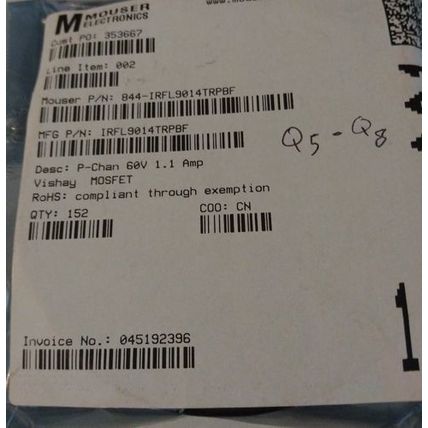 MOUSER
ELECTRONICS
Cust PO: 353667
Line Item: 002
Mouser P/N: 844-IRFL9014TRPBF
MFG P/N: IRFL9014TRPBF
Q5-Q8
Desc: P-Chan 60V 1.1 Amp
Vishay MOSFET
RoHS: compliant through exemption
QTY: 152 COO: CN
Invoice No.: 045192396